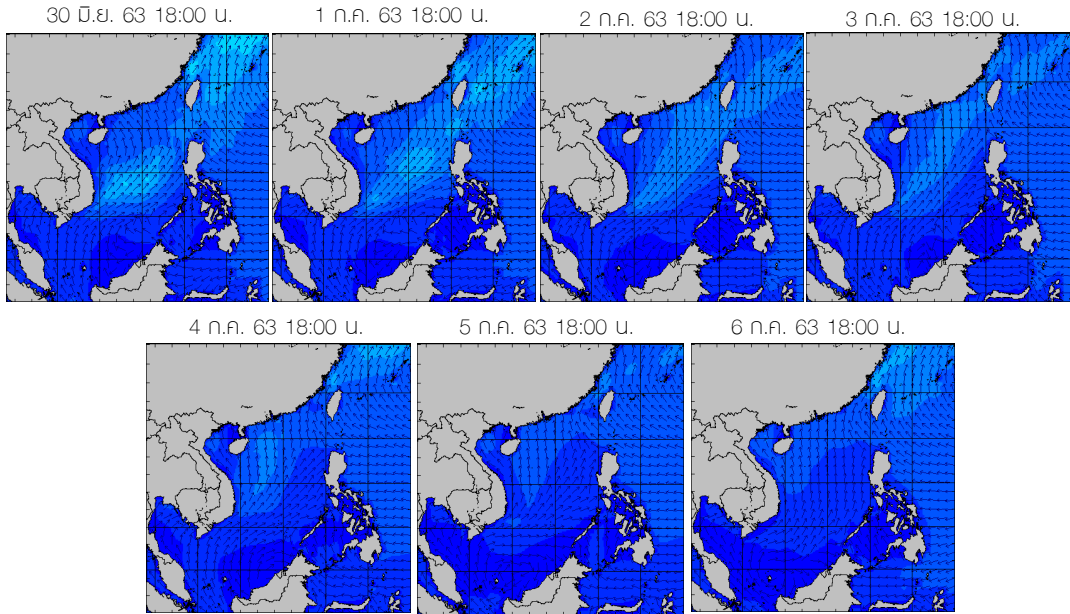 30 มิ.ย. 63 18:00 น.
1 ก.ค. 63 18:00 น.
2 ก.ค. 63 18:00 น.
3 ก.ค. 63 18:00 น.
4 ก.ค. 63 18:00 น.
5 ก.ค. 63 18:00 น.
6 ก.ค. 63 18:00 น.